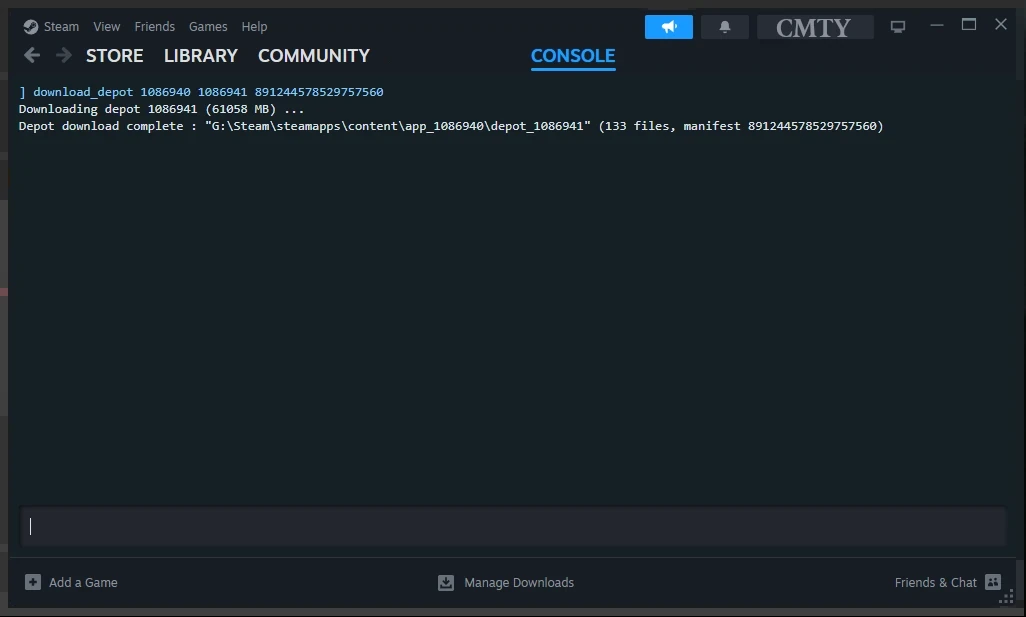 Steam View Friends Games Help CMTY
STORE LIBRARY COMMUNITY CONSOLE
] download_depot 1086940 1086941 891244578529757560
Downloading depot 1086941 (61058 MB) ...
Depot download complete : "G:\Steam\steamapps\content\app_1086940\depot_1086941" (133 files, manifest 891244578529757560)
Add a Game Manage Downloads Friends & Chat